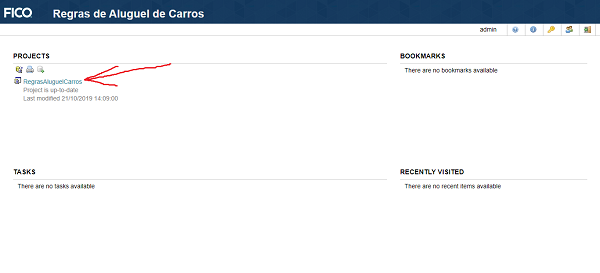 FICO Regras de Aluguel de Carros
admin
PROJECTS
RegrasAluguelCarros
Project is up-to-date
Last modified 21/10/2019 14:09:00
BOOKMARKS
There are no bookmarks available
TASKS
There are no tasks available
RECENTLY VISITED
There are no recent items available